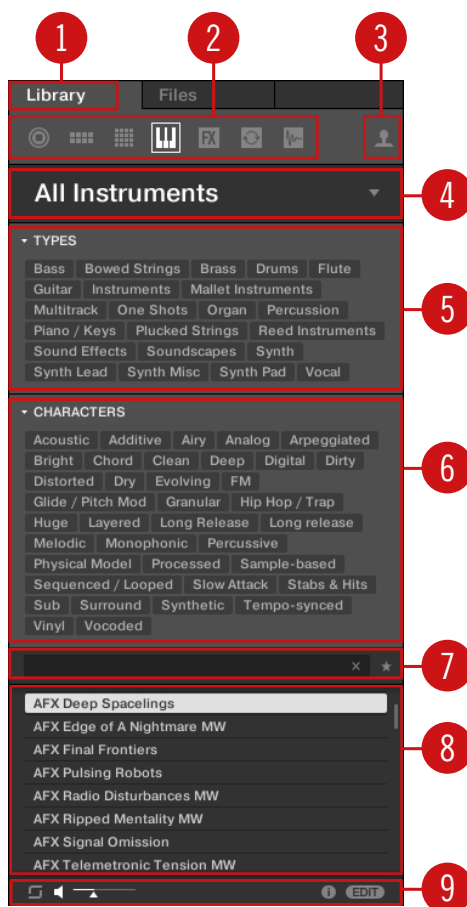 1 2 3
Library Files
FX
All Instruments
4
TYPES
Bass Bowed Strings Brass Drums Flute
Guitar Instruments Mallet Instruments
Multitrack One Shots Organ Percussion
5
Piano / Keys Plucked Strings Reed Instruments
Sound Effects Soundscapes Synth
Synth Lead Synth Misc Synth Pad Vocal
CHARACTERS
Acoustic Additive Airy Analog Arpeggiated
Bright Chord Clean Deep Digital Dirty
6
Distorted Dry Evolving FM
Glide / Pitch Mod Granular Hip Hop / Trap
Huge Layered Long Release Long release
Melodic Monophonic Percussive
Physical Model Processed Sample-based
Sequenced / Looped Slow Attack Stabs & Hits
Sub Surround Synthetic Tempo-synced
Vinyl Vocoded
7
AFX Deep Spacelings
AFX Edge of A Nightmare MW
AFX Final Frontiers
8
AFX Pulsing Robots
AFX Radio Disturbances MW
AFX Ripped Mentality MW
AFX Signal Omission
AFX Telemetronic Tension MW
i EDIT
9